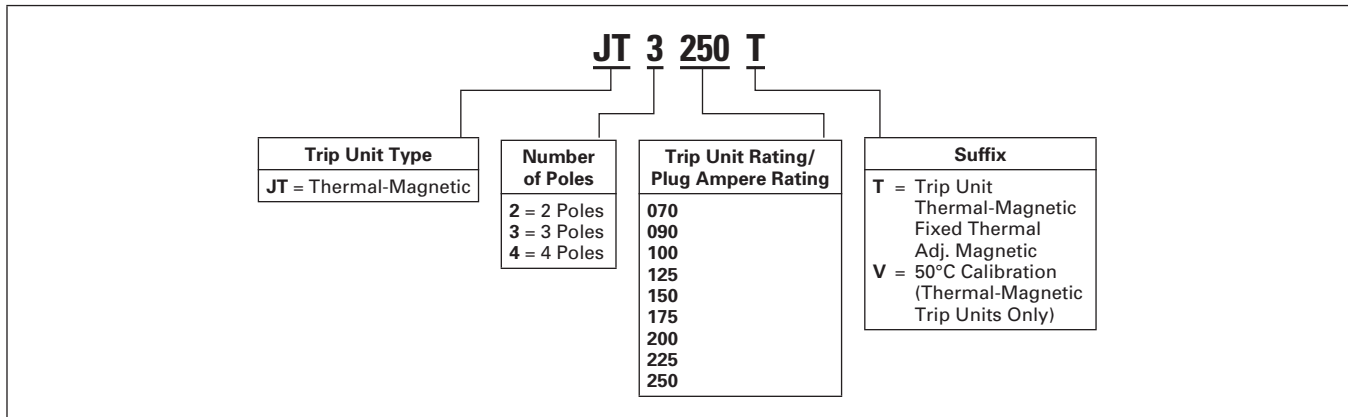 JT 3 250 T
Trip Unit Type
JT = Thermal-Magnetic
Number
of Poles
2 = 2 Poles
3 = 3 Poles
4 = 4 Poles
Trip Unit Rating/
Plug Ampere Rating
070
090
100
125
150
175
200
225
250
Suffix
T = Trip Unit
Thermal-Magnetic
Fixed Thermal
Adj. Magnetic
V = 50°C Calibration
(Thermal-Magnetic
Trip Units Only)